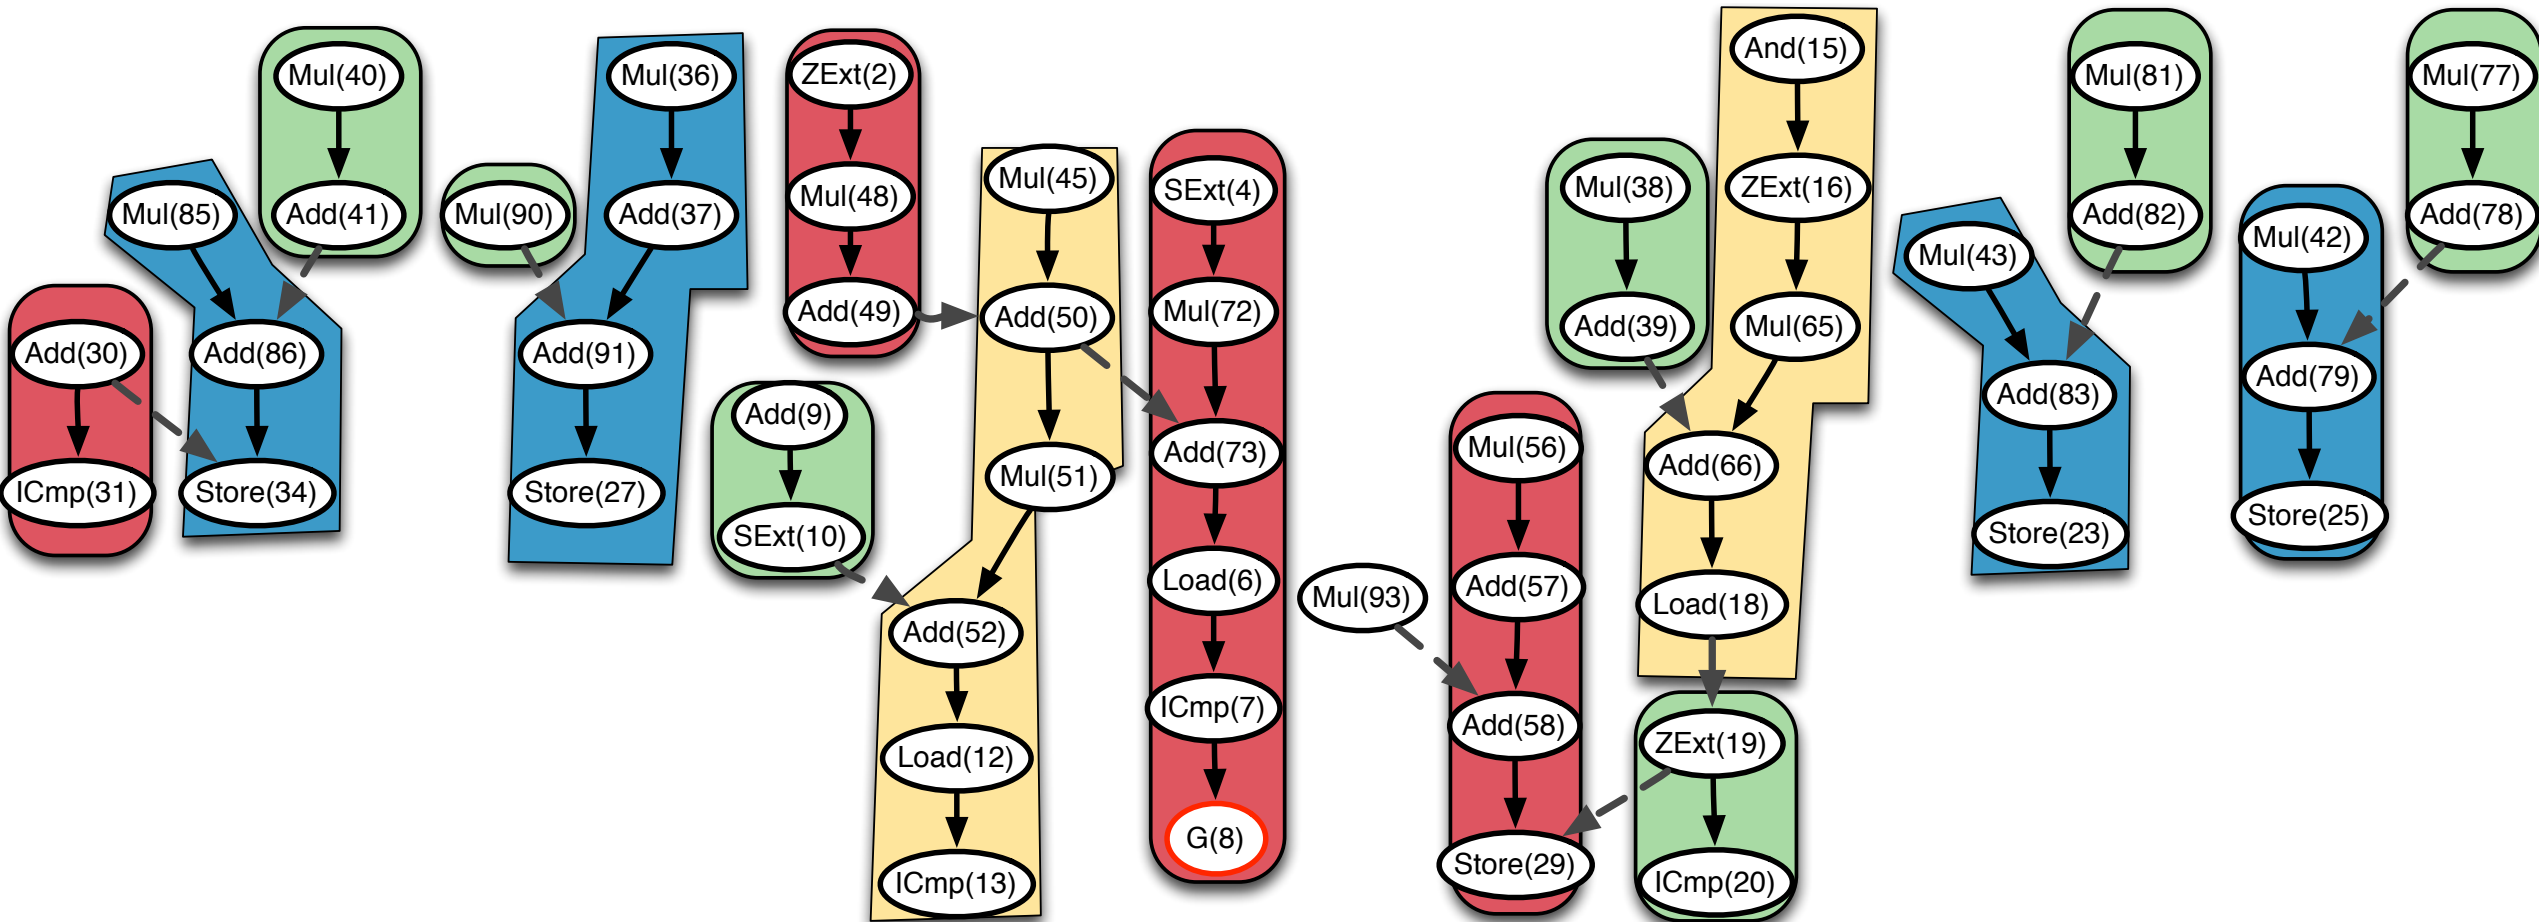 Mul(40)
Mul(85)
Add(41)
Add(30)
Add(86)
ICmp(31)
Store(34)
Mul(36)
Mul(90)
Add(37)
Add(91)
Store(27)
ZExt(2)
Mul(48)
Add(49)
Mul(45)
Add(50)
Mul(51)
Add(9)
SExt(10)
Add(52)
Load(12)
ICmp(13)
SExt(4)
Mul(72)
Add(73)
Load(6)
ICmp(7)
G(8)
Mul(93)
Mul(56)
Add(57)
Add(58)
Store(29)
And(15)
Mul(38)
ZExt(16)
Add(39)
Mul(65)
Add(66)
Load(18)
ZExt(19)
ICmp(20)
Mul(81)
Add(82)
Mul(43)
Add(83)
Store(23)
Mul(77)
Add(78)
Mul(42)
Add(79)
Store(25)